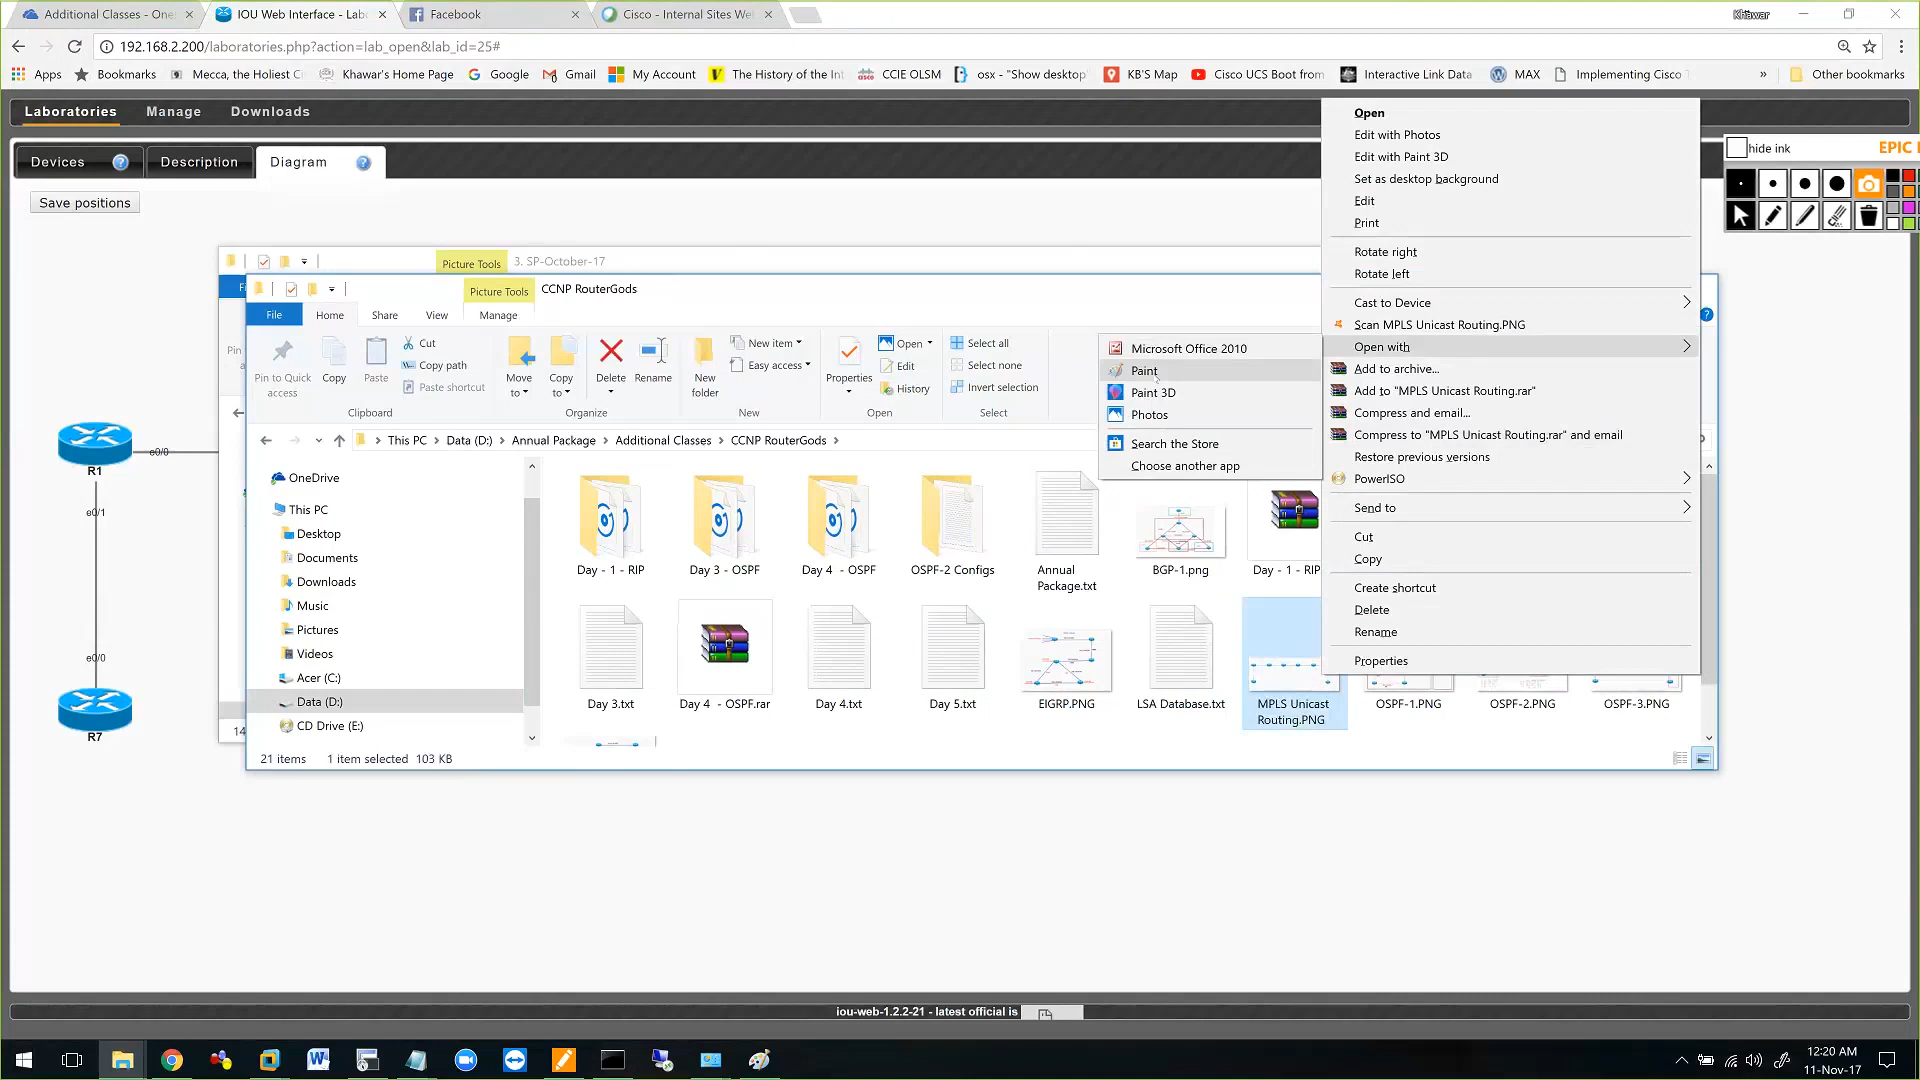 Additional Classes - One
IOU Web Interface - Lab
Facebook
Cisco - Internal Sites We
Khawar
192.168.2.200/laboratories.php?action=lab_open&lab_id=25#
Apps
Bookmarks
Mecca, the Holiest C
Khawar's Home Page
Google
Gmail
My Account
The History of the Int
CCIE OLSM
osx - "Show desktop
KB'S Map
Cisco UCS Boot from
Interactive Link Data
MAX
Implementing Cisco
»
Other bookmarks
Laboratories
Manage
Downloads
Devices
Description
Diagram
Save positions
hide ink
EPIC
Picture Tools
3. SP-October-17
Picture Tools
CCNP RouterGods
File
Home
Share
View
Manage
Pin to Quick access
Copy
Paste
Cut
Copy path
Paste shortcut
Clipboard
Move to
Copy to
Delete
Rename
Organize
New folder
New item
Easy access
New
Properties
Open
Edit
History
Open
Select all
Select none
Invert selection
Select
This PC
Data (D:)
Annual Package
Additional Classes
CCNP RouterGods
OneDrive
This PC
Desktop
Documents
Downloads
Music
Pictures
Videos
Acer (C:)
Data (D:)
CD Drive (E:)
Day - 1 - RIP
Day 3 - OSPF
Day 4 - OSPF
OSPF-2 Configs
Annual Package.txt
BGP-1.png
Day - 1 - RIP
Day 3.txt
Day 4 - OSPF.rar
Day 4.txt
Day 5.txt
EIGRP.PNG
LSA Database.txt
MPLS Unicast Routing.PNG
OSPF-1.PNG
OSPF-2.PNG
OSPF-3.PNG
21 items
1 item selected 103 KB
Microsoft Office 2010
Paint
Paint 3D
Photos
Search the Store
Choose another app
Open
Edit with Photos
Edit with Paint 3D
Set as desktop background
Edit
Print
Rotate right
Rotate left
Cast to Device
Scan MPLS Unicast Routing.PNG
Open with
Add to archive...
Add to "MPLS Unicast Routing.rar"
Compress and email...
Compress to "MPLS Unicast Routing.rar" and email
Restore previous versions
PowerISO
Send to
Cut
Copy
Create shortcut
Delete
Rename
Properties
R1
e0/0
e0/1
e0/0
R7
14
iou-web-1.2.2-21 - latest official is
12:20 AM
11-Nov-17